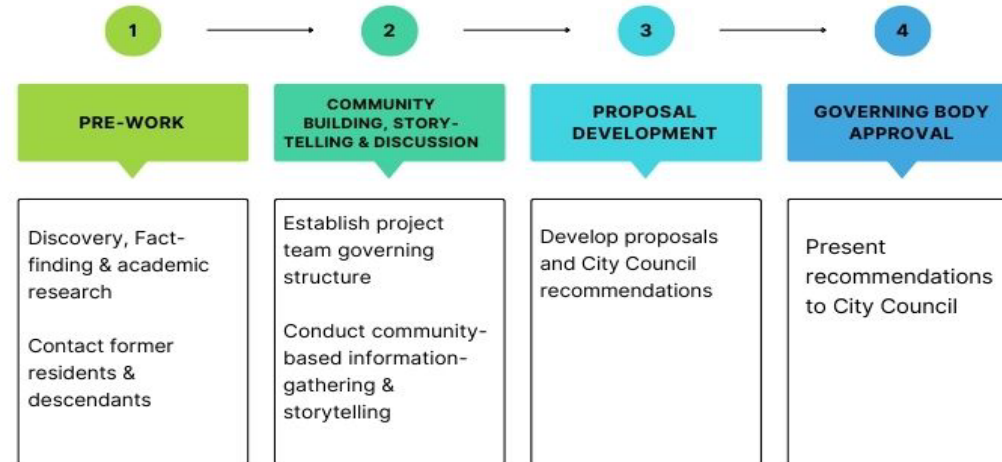 1
2
3
4
PRE-WORK
COMMUNITY
BUILDING, STORY-
TELLING & DISCUSSION
PROPOSAL
DEVELOPMENT
GOVERNING BODY
APPROVAL
Discovery, Fact-
finding & academic
research
Contact former
residents &
descendants
Establish project
team governing
structure
Conduct community-
based information-
gathering &
storytelling
Develop proposals
and City Council
recommendations
Present
recommendations
to City Council